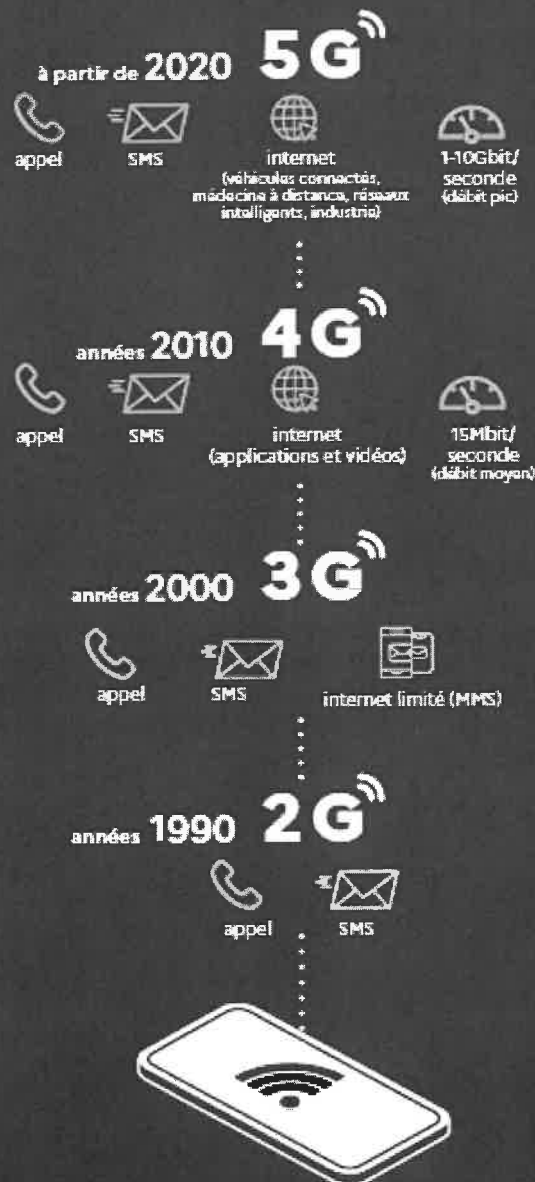 à partir de 2020 5G
appel
SMS
internet
(véhicules connectés,
médecine à distance, réseaux
intelligents, industrie)
1-10Gbit/
seconde
(débit pic)
années 2010 4G
appel
SMS
internet
(applications et vidéos)
15Mbit/
seconde
(débit moyen)
années 2000 3G
appel
SMS
internet limité (MMS)
années 1990 2G
appel
SMS